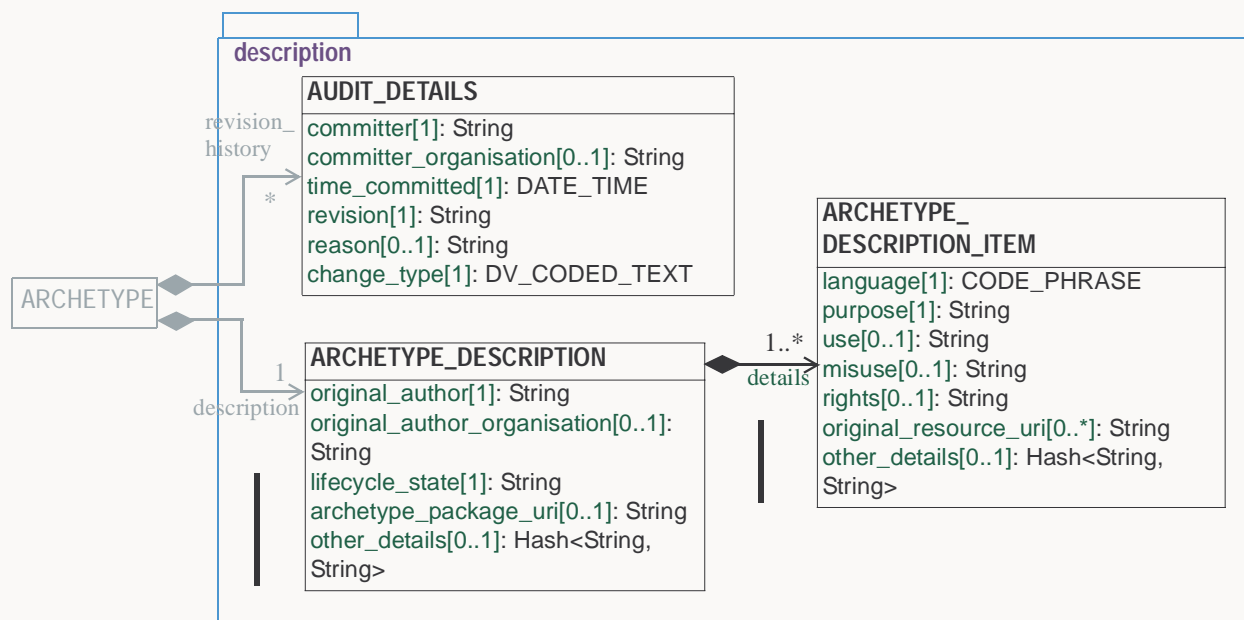 description
AUDIT_DETAILS
committer[1]: String
committer_organisation[0..1]: String
time_committed[1]: DATE_TIME
revision[1]: String
reason[0..1]: String
change_type[1]: DV_CODED_TEXT
revision_
history
*
ARCHETYPE
1
description
ARCHETYPE_DESCRIPTION
original_author[1]: String
original_author_organisation[0..1]:
String
lifecycle_state[1]: String
archetype_package_uri[0..1]: String
other_details[0..1]: Hash<String,
String>
1..*
details
ARCHETYPE_
DESCRIPTION_ITEM
language[1]: CODE_PHRASE
purpose[1]: String
use[0..1]: String
misuse[0..1]: String
rights[0..1]: String
original_resource_uri[0..*]: String
other_details[0..1]: Hash<String,
String>